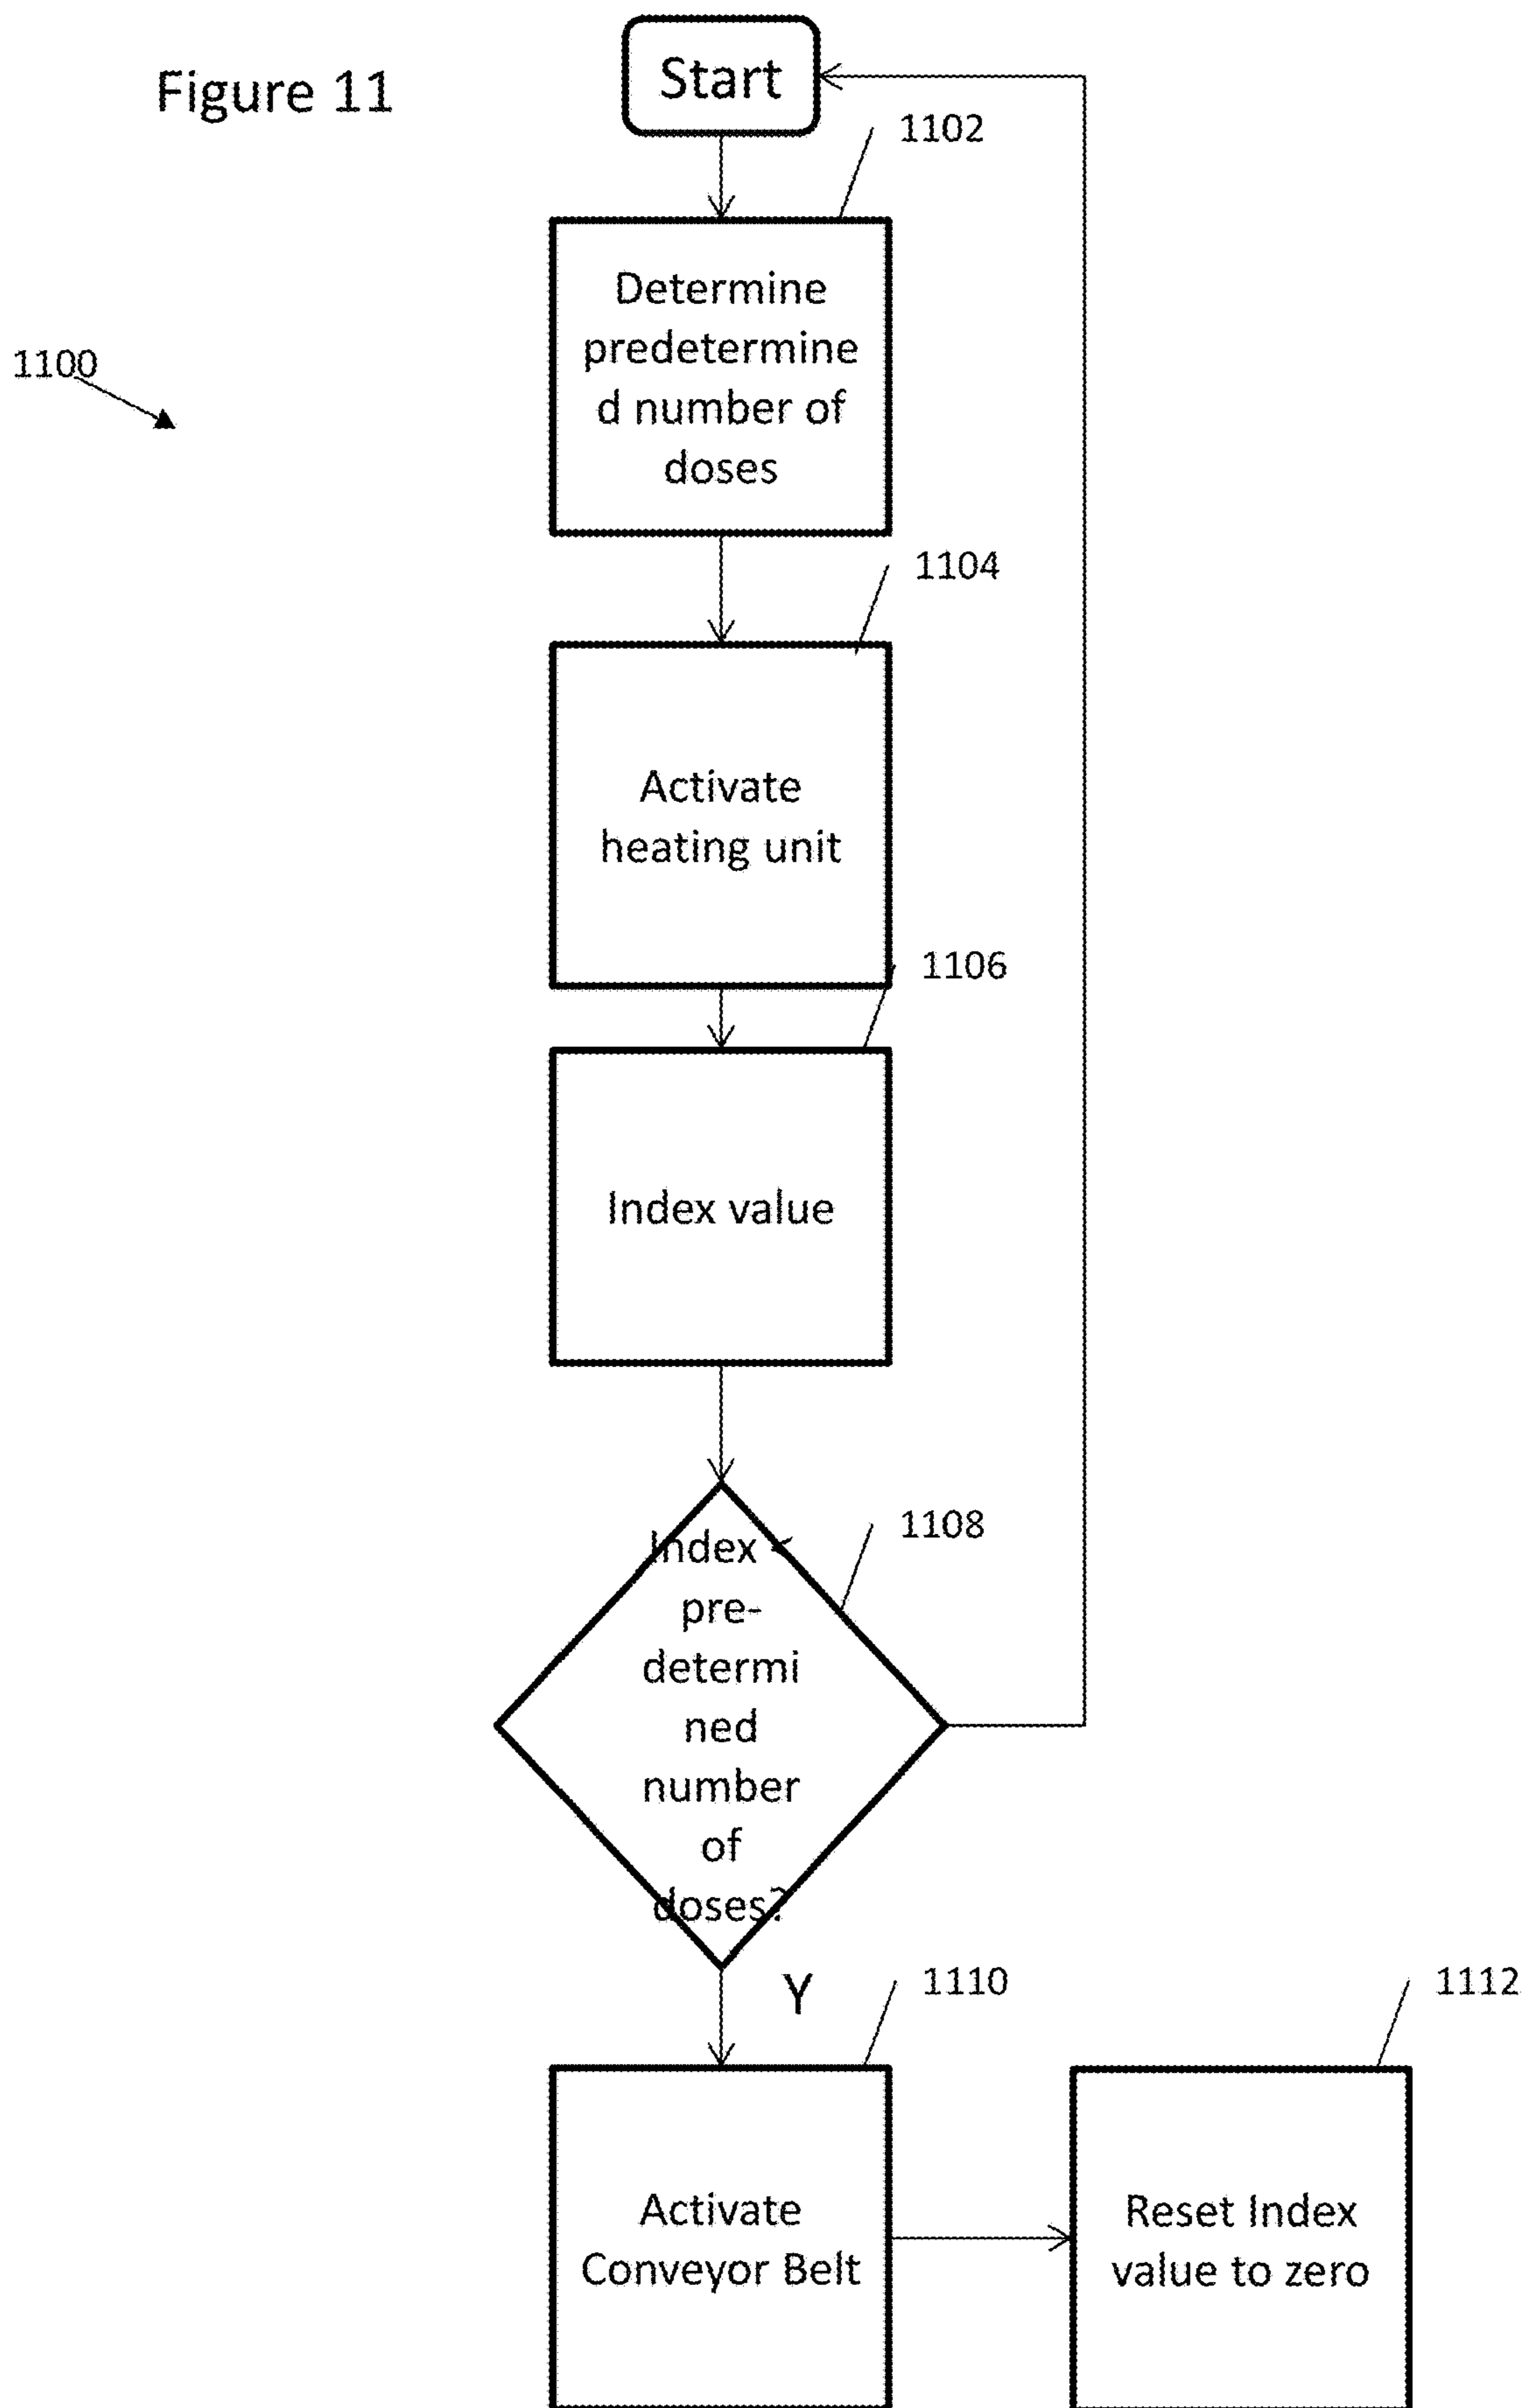 Figure 11
Start
1102
Determine
predetermine
d number of
doses
1100
1104
Activate
heating unit
1106
Index value
1108
Index <
pre-
determi
ned
number
of
doses?
Y
1110
1112
Activate
Conveyor Belt
Reset Index
value to zero